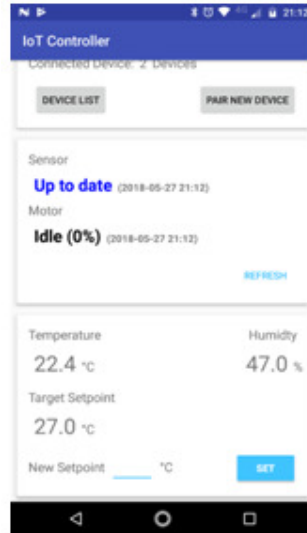 21:12
IoT Controller
Connected Device: 2 Devices
DEVICE LIST PAIR NEW DEVICE
Sensor
Up to date (2018-05-27 21:12)
Motor
Idle (0%) (2018-05-27 21:12)
REFRESH
Temperature Humidty
22.4 °C 47.0 %
Target Setpoint
27.0 °C
New Setpoint °C SET